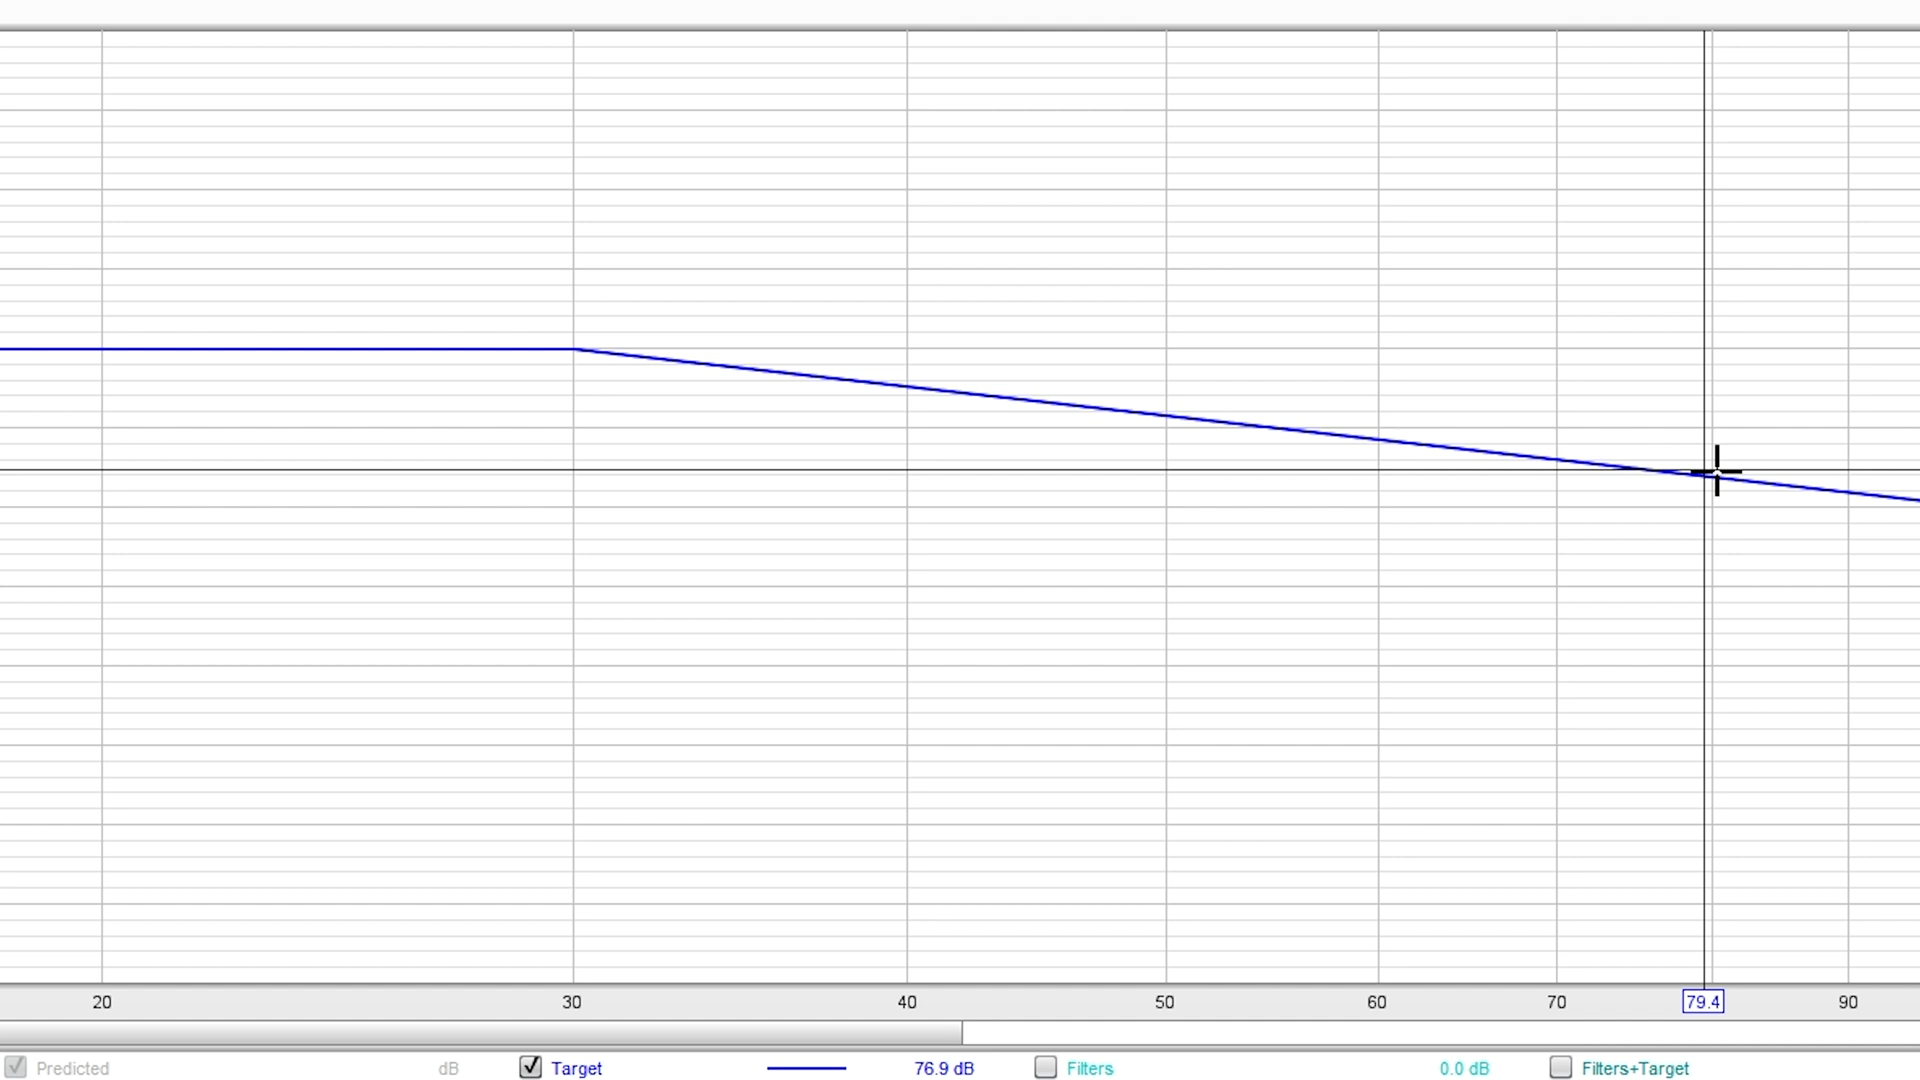 20 30 40 50 60 70 79.4 90
Predicted dB Target 76.9 dB Filters 0.0 dB Filters+Target